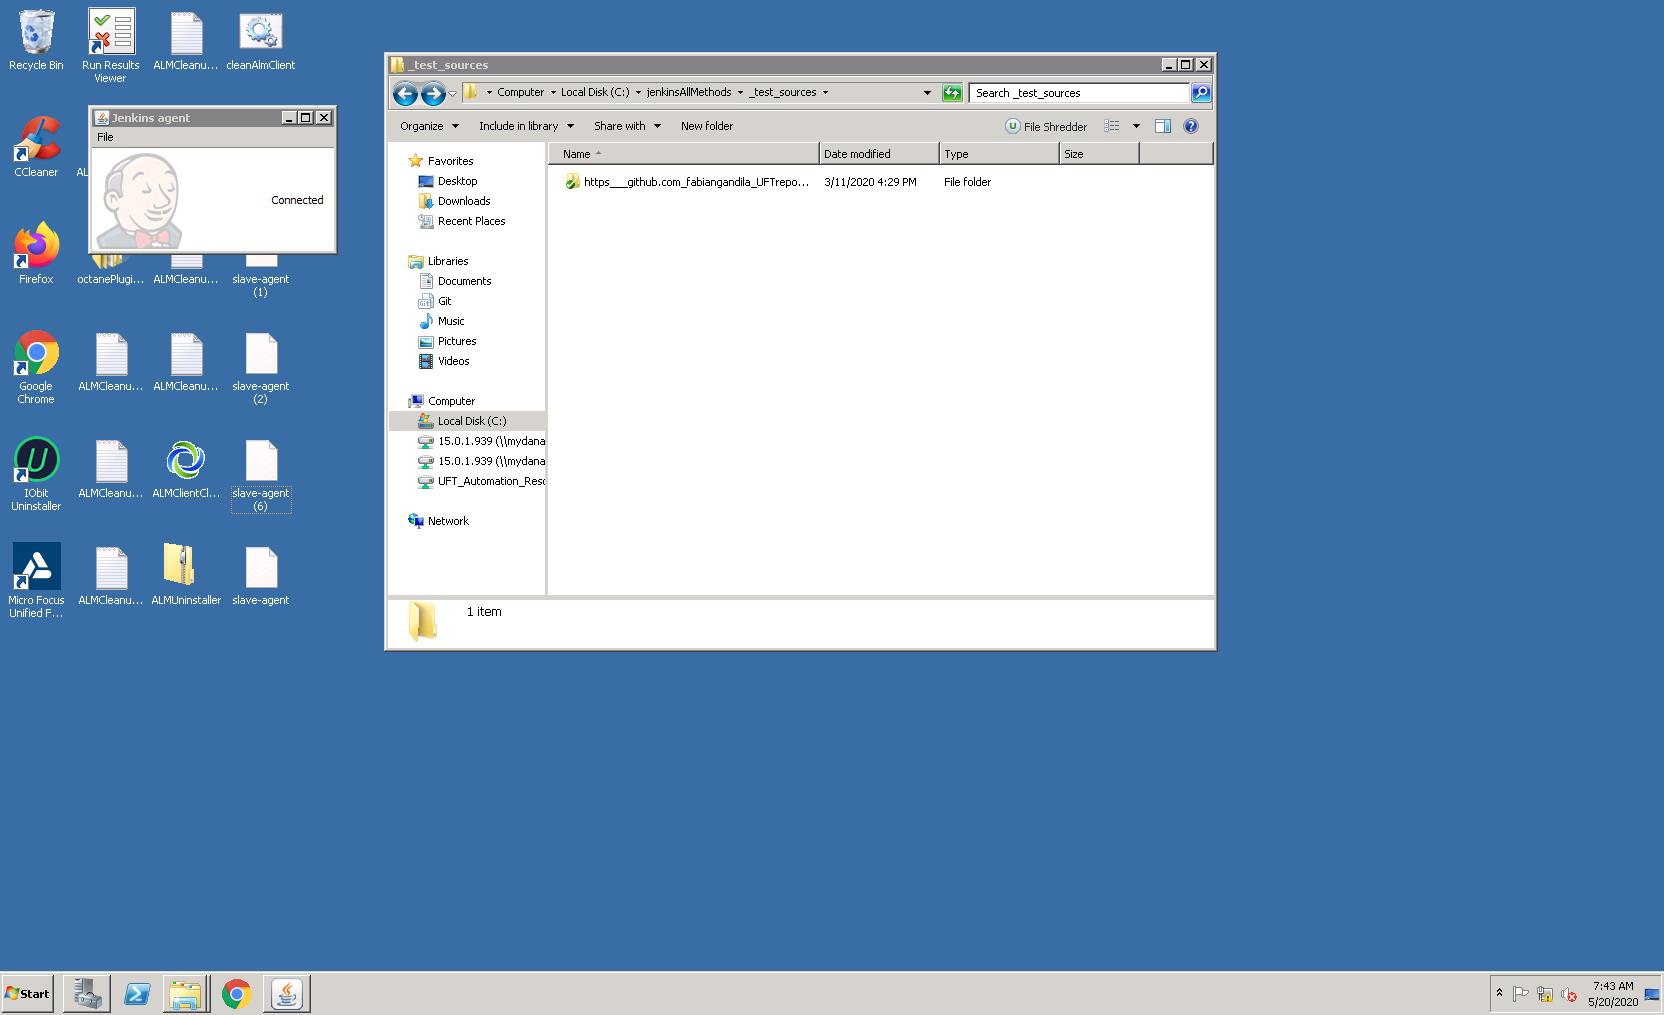 Recycle Bin
Run Results
Viewer
ALMCleanu...
cleanAlmClient
Jenkins agent
File
Connected
CCleaner
AL
Firefox
octanePlugi...
ALMCleanu...
slave-agent
(1)
Google
Chrome
ALMCleanu...
ALMCleanu...
slave-agent
(2)
IObit
Uninstaller
ALMCleanu...
ALMClientCl...
slave-agent
(6)
Micro Focus
Unified F...
ALMCleanu...
ALMUninstaller
slave-agent
_test_sources
Computer Local Disk (C:) jenkinsAllMethods _test_sources
Search _test_sources
Organize Include in library Share with New folder File Shredder
Favorites
Desktop
Downloads
Recent Places
Libraries
Documents
Git
Music
Pictures
Videos
Computer
Local Disk (C:)
15.0.1.939 (\\mydana
15.0.1.939 (\\mydana
UFT_Automation_Reso
Network
Name Date modified Type Size
https___github.com_fabiangandila_UFTrepo... 3/11/2020 4:29 PM File folder
1 item
Start
7:43 AM
5/20/2020